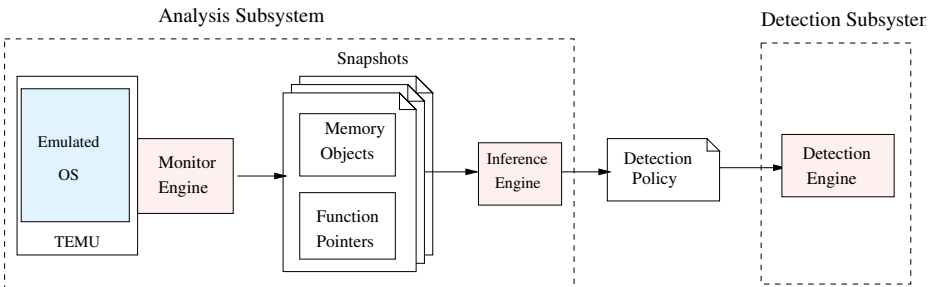 Analysis Subsystem
Detection Subsystem
Snapshots
Emulated
OS
TEMU
Monitor
Engine
Memory
Objects
Function
Pointers
Inference
Engine
Detection
Policy
Detection
Engine